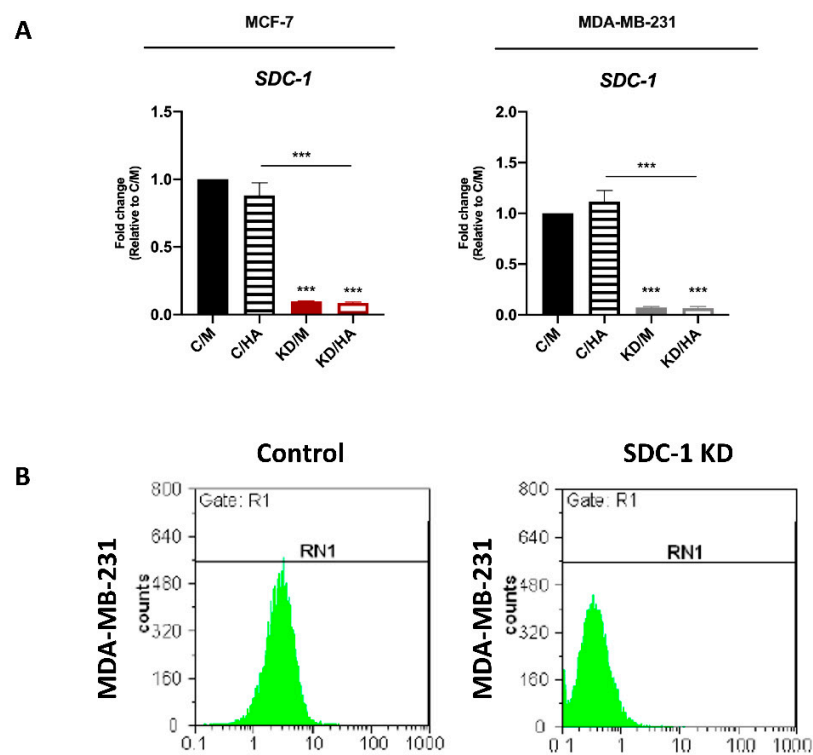 A
MCF-7
MDA-MB-231
SDC-1
SDC-1
Fold change
(Relative to C/M)
1.5
1.0
0.5
0.0
***
***
***
C/M
C/HA
KD/M
KD/HA
Fold change
(Relative to C/M)
2.0
1.5
1.0
0.5
0.0
***
***
***
C/M
C/HA
KD/M
KD/HA
B
Control
SDC-1 KD
MDA-MB-231
counts
800
640
480
320
160
0
Gate: R1
RN1
0.1
1
10
100
1000
MDA-MB-231
counts
800
640
480
320
160
0
Gate: R1
RN1
0.1
1
10
100
1000